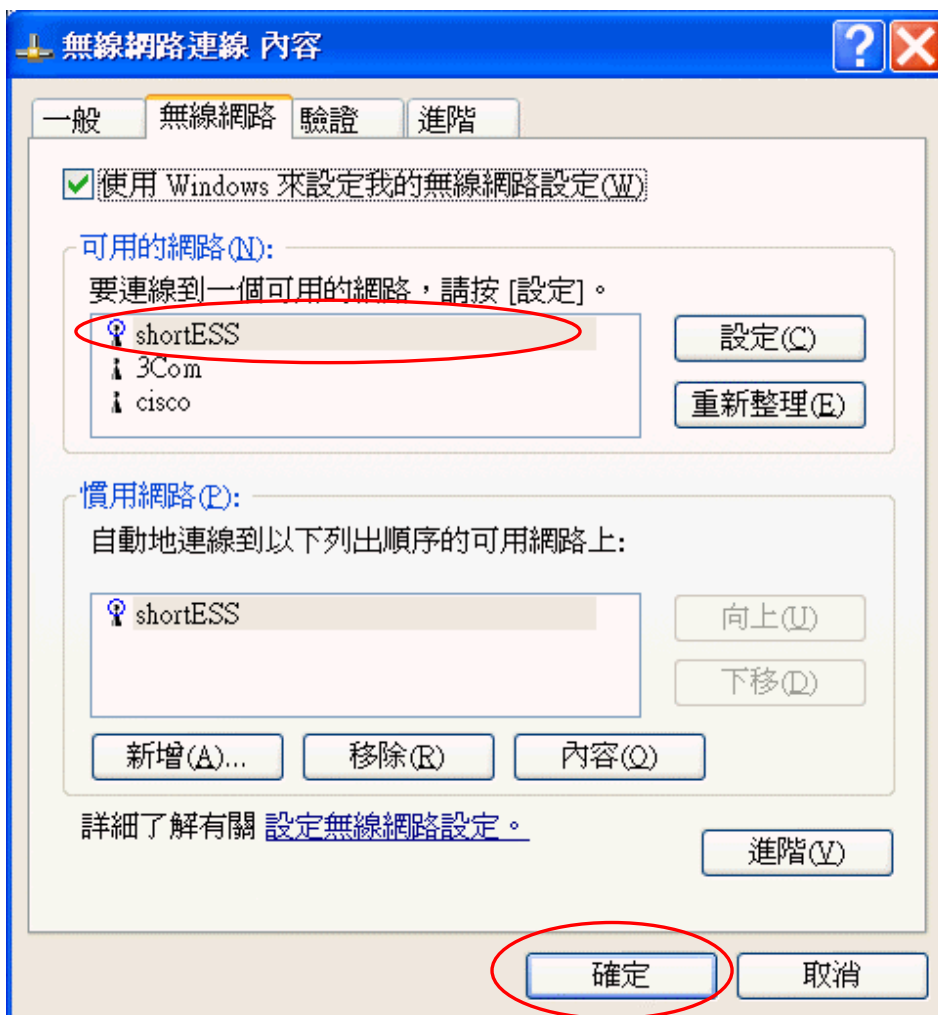 無線網路連線 內容
一般 無線網路 驗證 進階
使用 Windows 來設定我的無線網路設定(W)
可用的網路(N):
要連線到一個可用的網路，請按 [設定]。
shortESS
3Com
cisco
設定(C)
重新整理(E)
慣用網路(P):
自動地連線到以下列出順序的可用網路上:
shortESS
向上(U)
下移(D)
新增(A)... 移除(R) 內容(O)
詳細了解有關 設定無線網路設定。
進階(V)
確定 取消